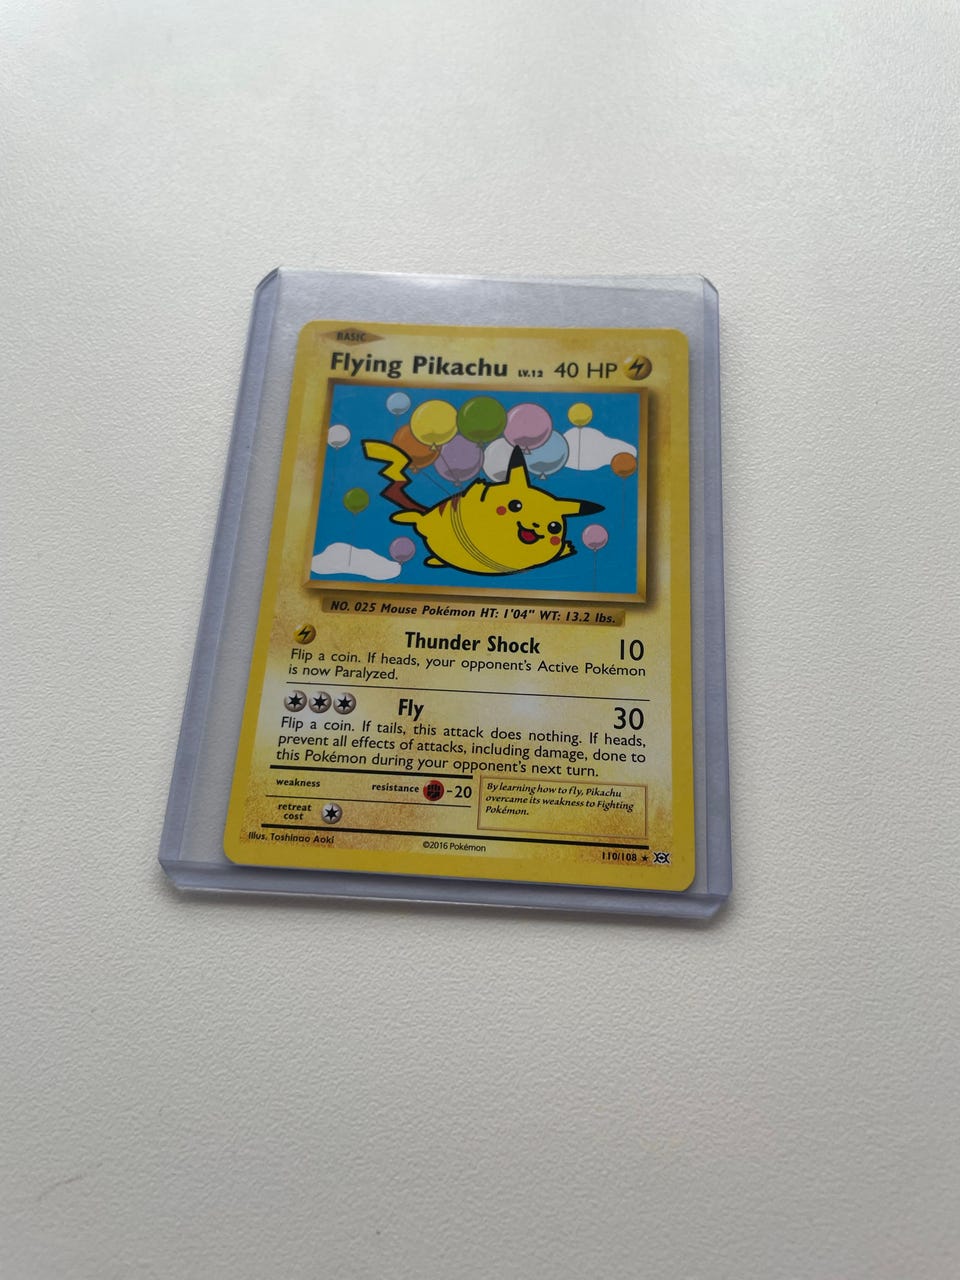 BASIC
Flying Pikachu LV.12 40 HP
NO. 025 Mouse Pokémon HT: 1'04" WT: 13.2 lbs.
Thunder Shock 10
Flip a coin. If heads, your opponent's Active Pokémon
is now Paralyzed.
Fly 30
Flip a coin. If tails, this attack does nothing. If heads,
prevent all effects of attacks, including damage, done to
this Pokémon during your opponent's next turn.
weakness resistance -20
retreat
cost
By learning how to fly, Pikachu
overcame its weakness to Fighting
Pokémon.
Illus. Toshinao Aoki
©2016 Pokémon
110/108 ★